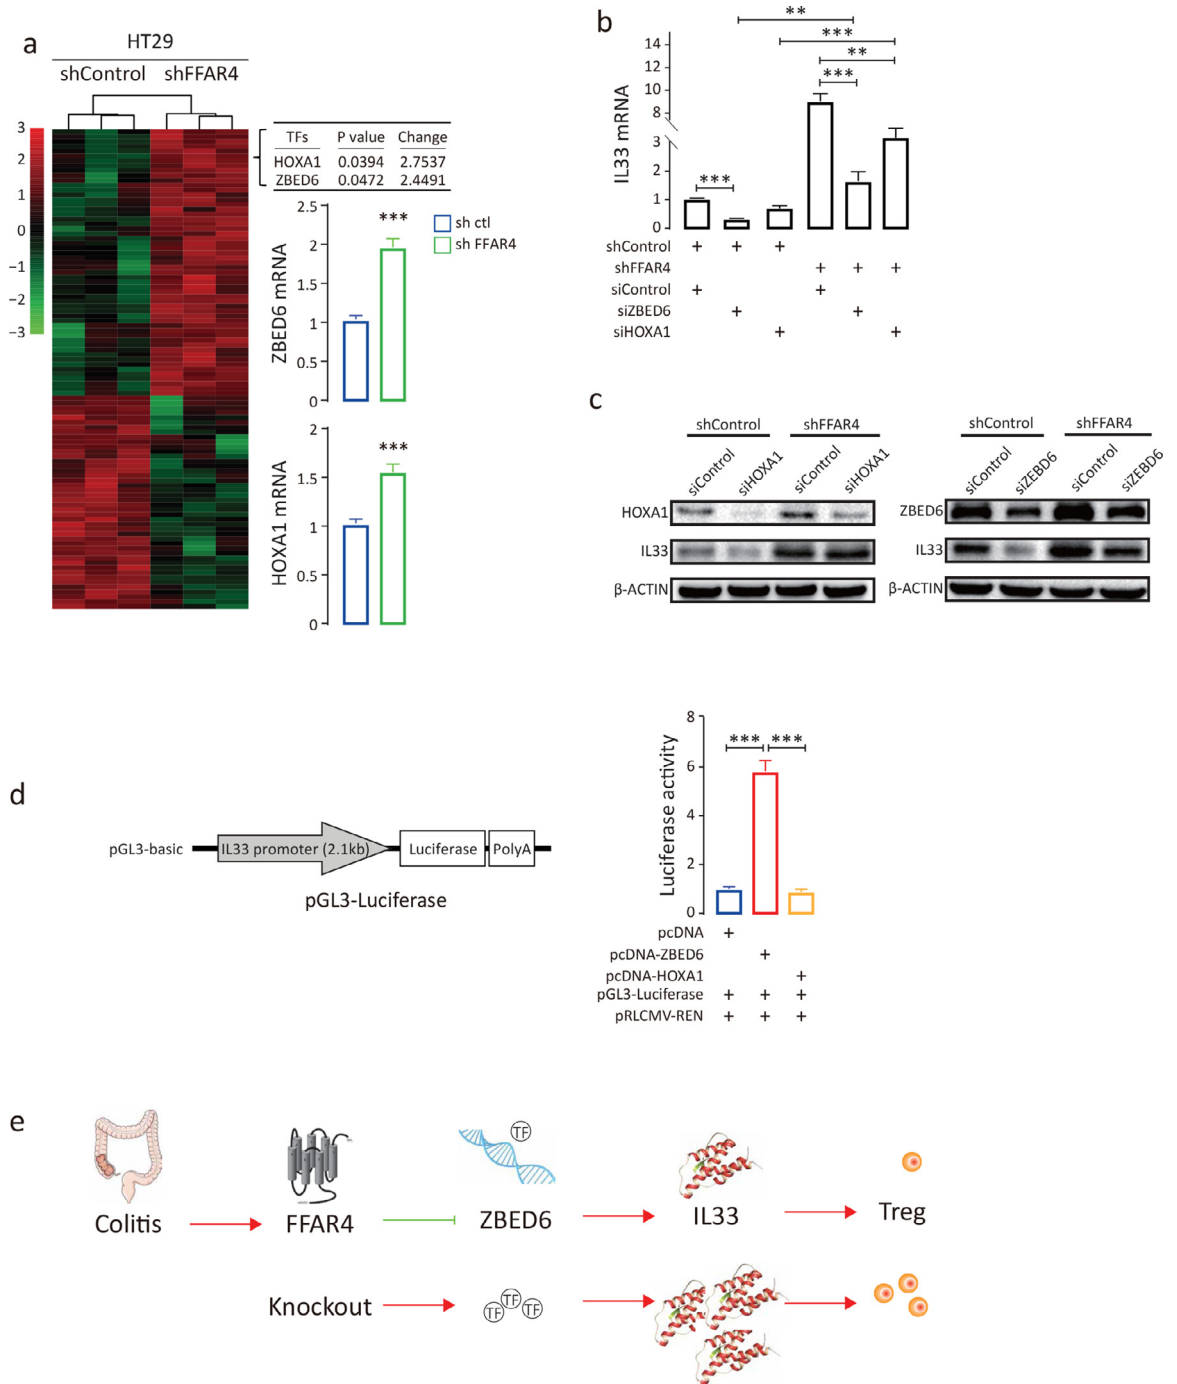 a
HT29
shControl shFFAR4
3
2
1
0
−1
−2
−3
TFs P value Change
HOXA1 0.0394 2.7537
ZBED6 0.0472 2.4491
ZBED6 mRNA
2.5
2
1.5
1
0.5
0
***
sh ctl
sh FFAR4
HOXA1 mRNA
2
1.5
1
0.5
0
***
b
IL33 mRNA
14
12
10
8
3
2
1
0
**
***
**
***
***
shControl + + +
shFFAR4 + + +
siControl + +
siZBED6 + +
siHOXA1 + +
c
shControl shFFAR4
siControl siHOXA1 siControl siHOXA1
HOXA1
IL33
β-ACTIN
shControl shFFAR4
siControl siZEBD6 siControl siZEBD6
ZBED6
IL33
β-ACTIN
d
pGL3-basic IL33 promoter (2.1kb) Luciferase PolyA
pGL3-Luciferase
Luciferase activity
8
6
4
2
0
*** ***
pcDNA +
pcDNA-ZBED6 +
pcDNA-HOXA1 +
pGL3-Luciferase + + +
pRLCMV-REN + + +
e
TF
Colitis FFAR4 ZBED6 IL33 Treg
Knockout TF TF TF